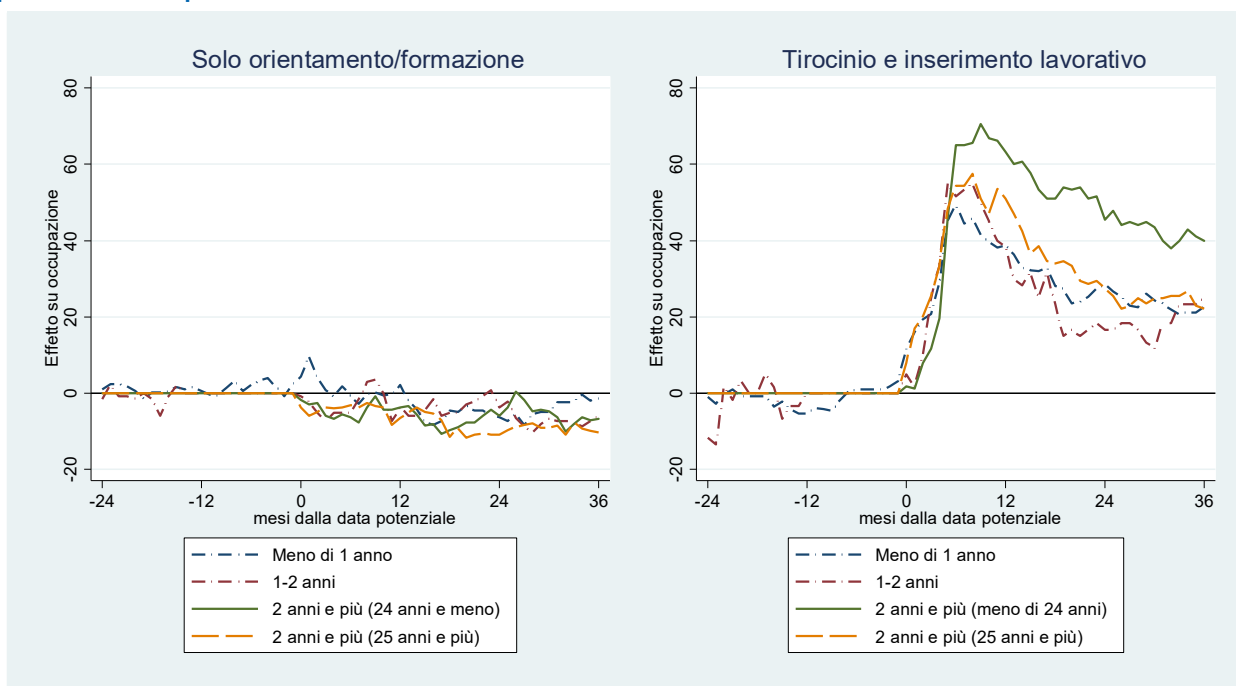 Solo orientamento/formazione
Effetto su occupazione
80
60
40
20
0
-20
-24 -12 0 12 24 36
mesi dalla data potenziale
Meno di 1 anno
1-2 anni
2 anni e più (24 anni e meno)
2 anni e più (25 anni e più)
Tirocinio e inserimento lavorativo
Effetto su occupazione
80
60
40
20
0
-20
-24 -12 0 12 24 36
mesi dalla data potenziale
Meno di 1 anno
1-2 anni
2 anni e più (meno di 24 anni)
2 anni e più (25 anni e più)